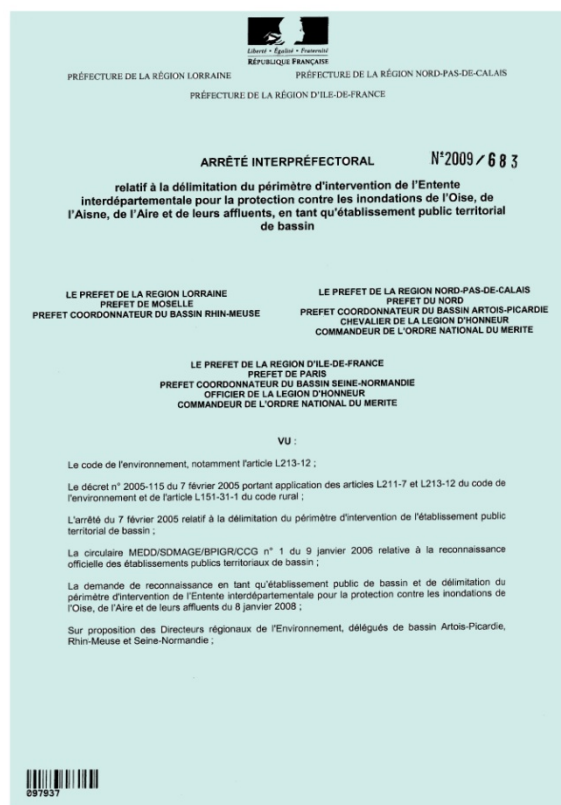 Liberté • Égalité • Fraternité
RÉPUBLIQUE FRANÇAISE
PRÉFECTURE DE LA RÉGION LORRAINE
PRÉFECTURE DE LA RÉGION NORD-PAS-DE-CALAIS
PRÉFECTURE DE LA RÉGION D'ILE-DE-FRANCE
ARRÊTÉ INTERPRÉFECTORAL
N°2009/683
relatif à la délimitation du périmètre d'intervention de l'Entente
interdépartementale pour la protection contre les inondations de l'Oise, de
l'Aisne, de l'Aire et de leurs affluents, en tant qu'établissement public territorial
de bassin
LE PREFET DE LA REGION LORRAINE
PREFET DE MOSELLE
PREFET COORDONNATEUR DU BASSIN RHIN-MEUSE
LE PREFET DE LA REGION NORD-PAS-DE-CALAIS
PREFET DU NORD
PREFET COORDONNATEUR DU BASSIN ARTOIS-PICARDIE
CHEVALIER DE LA LEGION D'HONNEUR
COMMANDEUR DE L'ORDRE NATIONAL DU MERITE
LE PREFET DE LA REGION D'ILE-DE-FRANCE
PREFET DE PARIS
PREFET COORDONNATEUR DU BASSIN SEINE-NORMANDIE
OFFICIER DE LA LEGION D'HONNEUR
COMMANDEUR DE L'ORDRE NATIONAL DU MERITE
VU :
Le code de l'environnement, notamment l'article L213-12 ;
Le décret n° 2005-115 du 7 février 2005 portant application des articles L211-7 et L213-12 du code de
l'environnement et de l'article L151-31-1 du code rural ;
L'arrêté du 7 février 2005 relatif à la délimitation du périmètre d'intervention de l'établissement public
territorial de bassin ;
La circulaire MEDD/SDMAGE/BPIGR/CCG n° 1 du 9 janvier 2006 relative à la reconnaissance
officielle des établissements publics territoriaux de bassin ;
La demande de reconnaissance en tant qu'établissement public de bassin et de délimitation du
périmètre d'intervention de l'Entente interdépartementale pour la protection contre les inondations de
l'Oise, de l'Aire et de leurs affluents du 8 janvier 2008 ;
Sur proposition des Directeurs régionaux de l'Environnement, délégués de bassin Artois-Picardie,
Rhin-Meuse et Seine-Normandie ;
097937